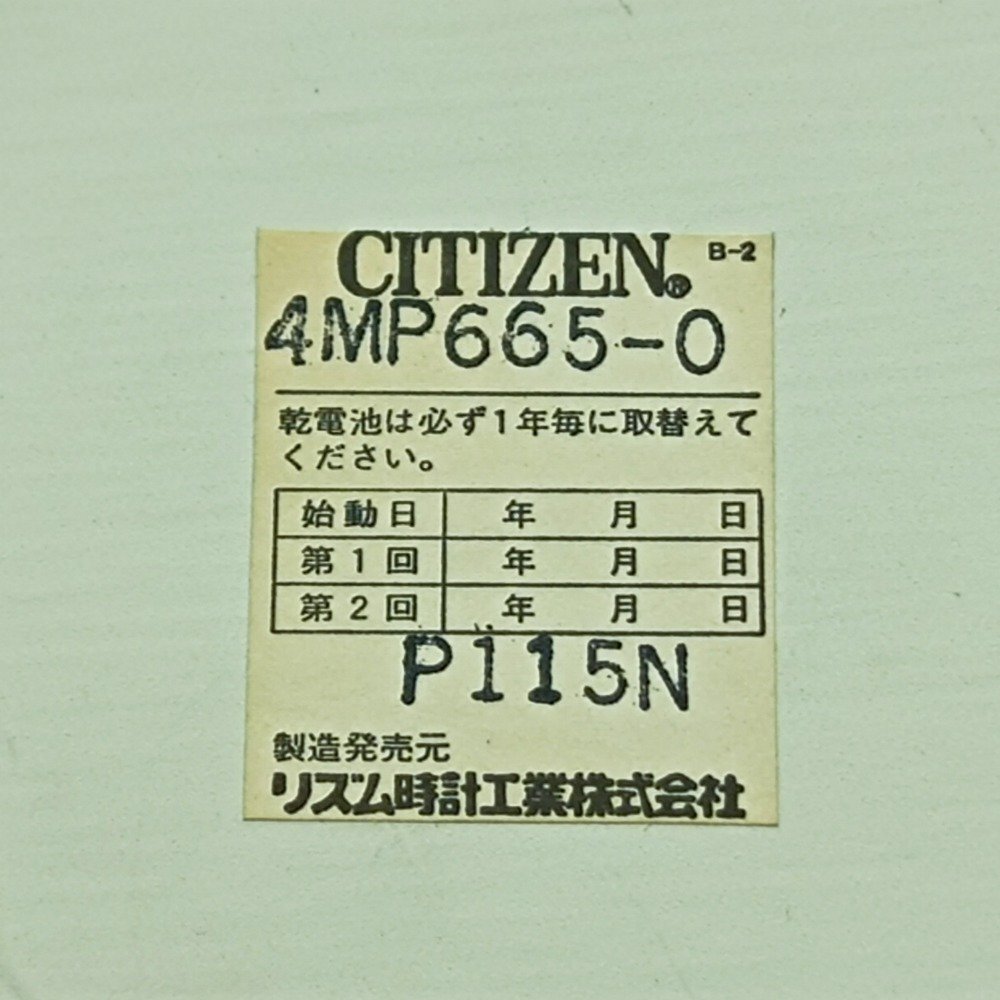 CITIZEN® B-2
4MP665-0
乾電池は必ず1年毎に取替えて
ください。
始動日 年 月 日
第1回 年 月 日
第2回 年 月 日
P115N
製造発売元
リズム時計工業株式会社